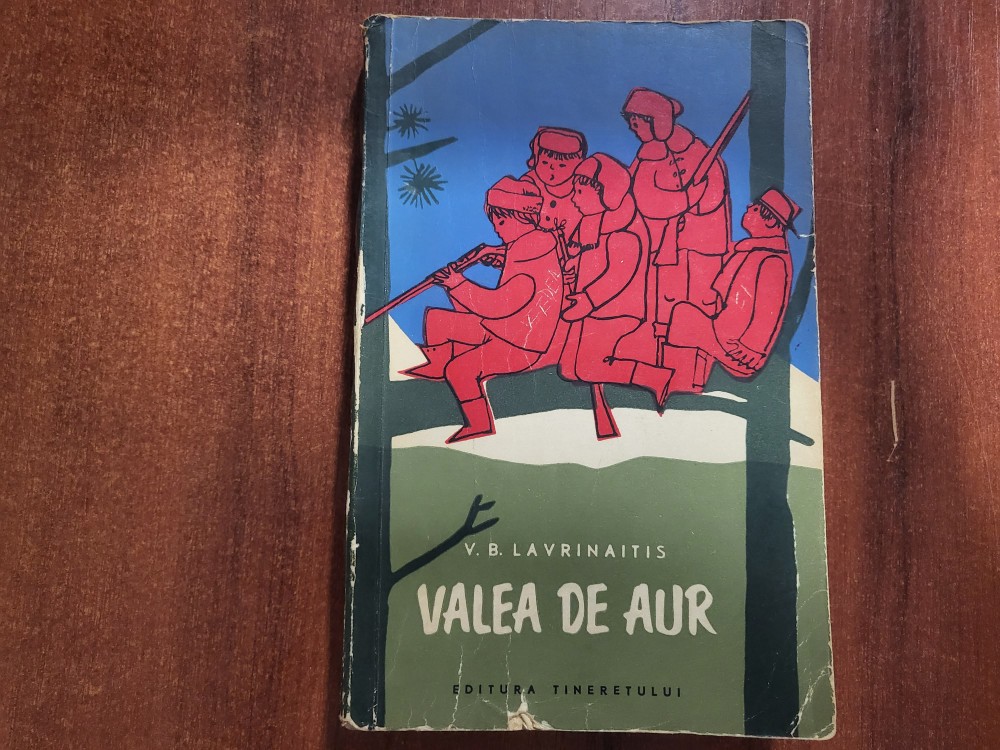 V. B. LAVRINAITIS
VALEA DE AUR
EDITURA TINERETULUI